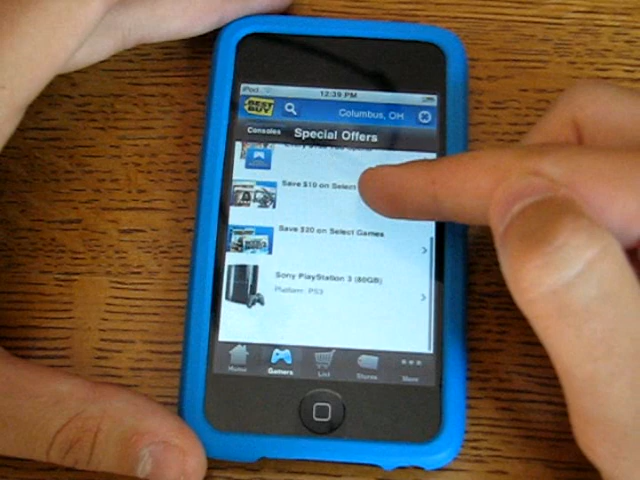 iPod
12:39 PM
BEST BUY
Columbus, OH
Consoles
Special Offers
Save $10 on Select
Save $20 on Select Games
Sony PlayStation 3 (80GB)
Platform: PS3
Home
Gamers
List
Stores
More